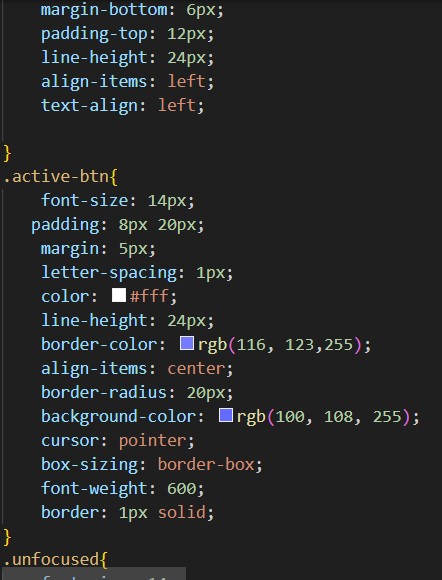 margin-bottom: 6px;
padding-top: 12px;
line-height: 24px;
align-items: left;
text-align: left;
}
.active-btn{
font-size: 14px;
padding: 8px 20px;
margin: 5px;
letter-spacing: 1px;
color: #fff;
line-height: 24px;
border-color: rgb(116, 123,255);
align-items: center;
border-radius: 20px;
background-color: rgb(100, 108, 255);
cursor: pointer;
box-sizing: border-box;
font-weight: 600;
border: 1px solid;
}
.unfocused{